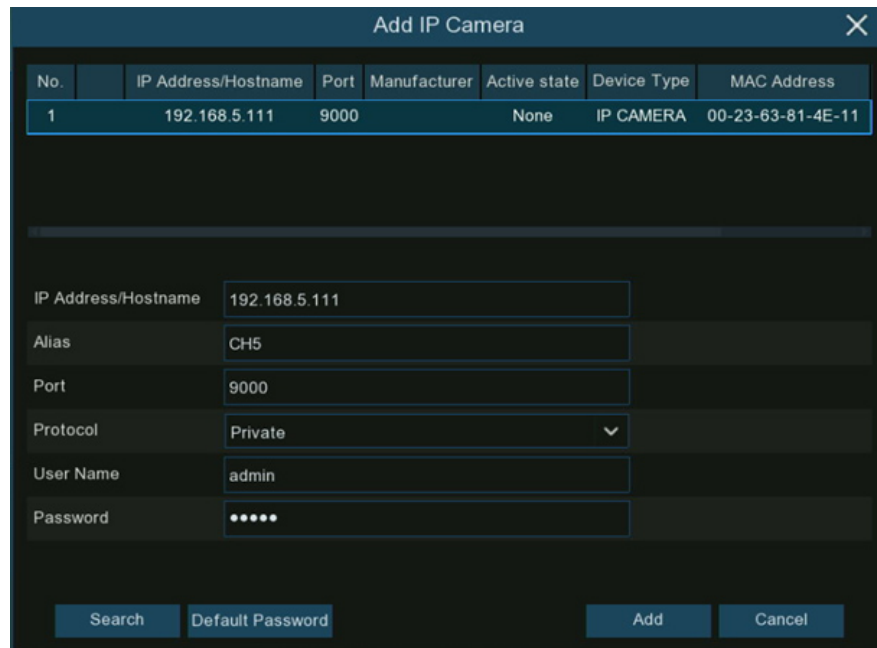 Add IP Camera
No. IP Address/Hostname Port Manufacturer Active state Device Type MAC Address
1 192.168.5.111 9000 None IP CAMERA 00-23-63-81-4E-11
IP Address/Hostname 192.168.5.111
Alias CH5
Port 9000
Protocol Private
User Name admin
Password •••••
Search Default Password Add Cancel